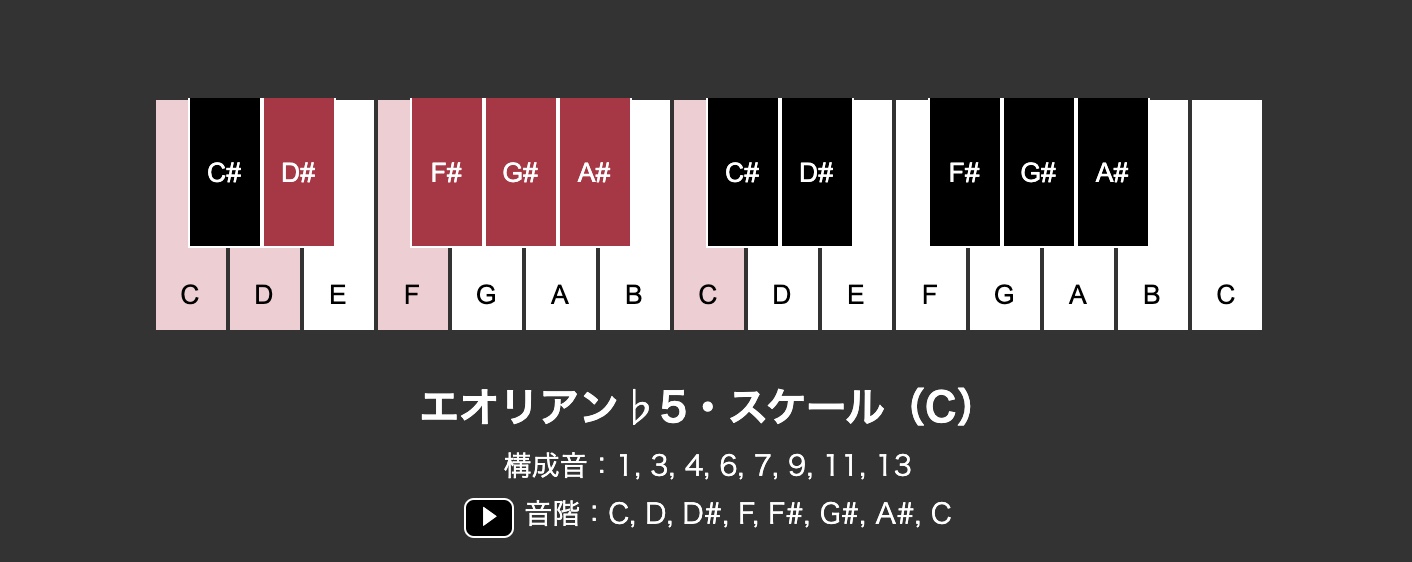 C# D# F# G# A# C# D# F# G# A#
C D E F G A B C D E F G A B C
エオリアン♭5・スケール（C）
構成音：1, 3, 4, 6, 7, 9, 11, 13
音階：C, D, D#, F, F#, G#, A#, C